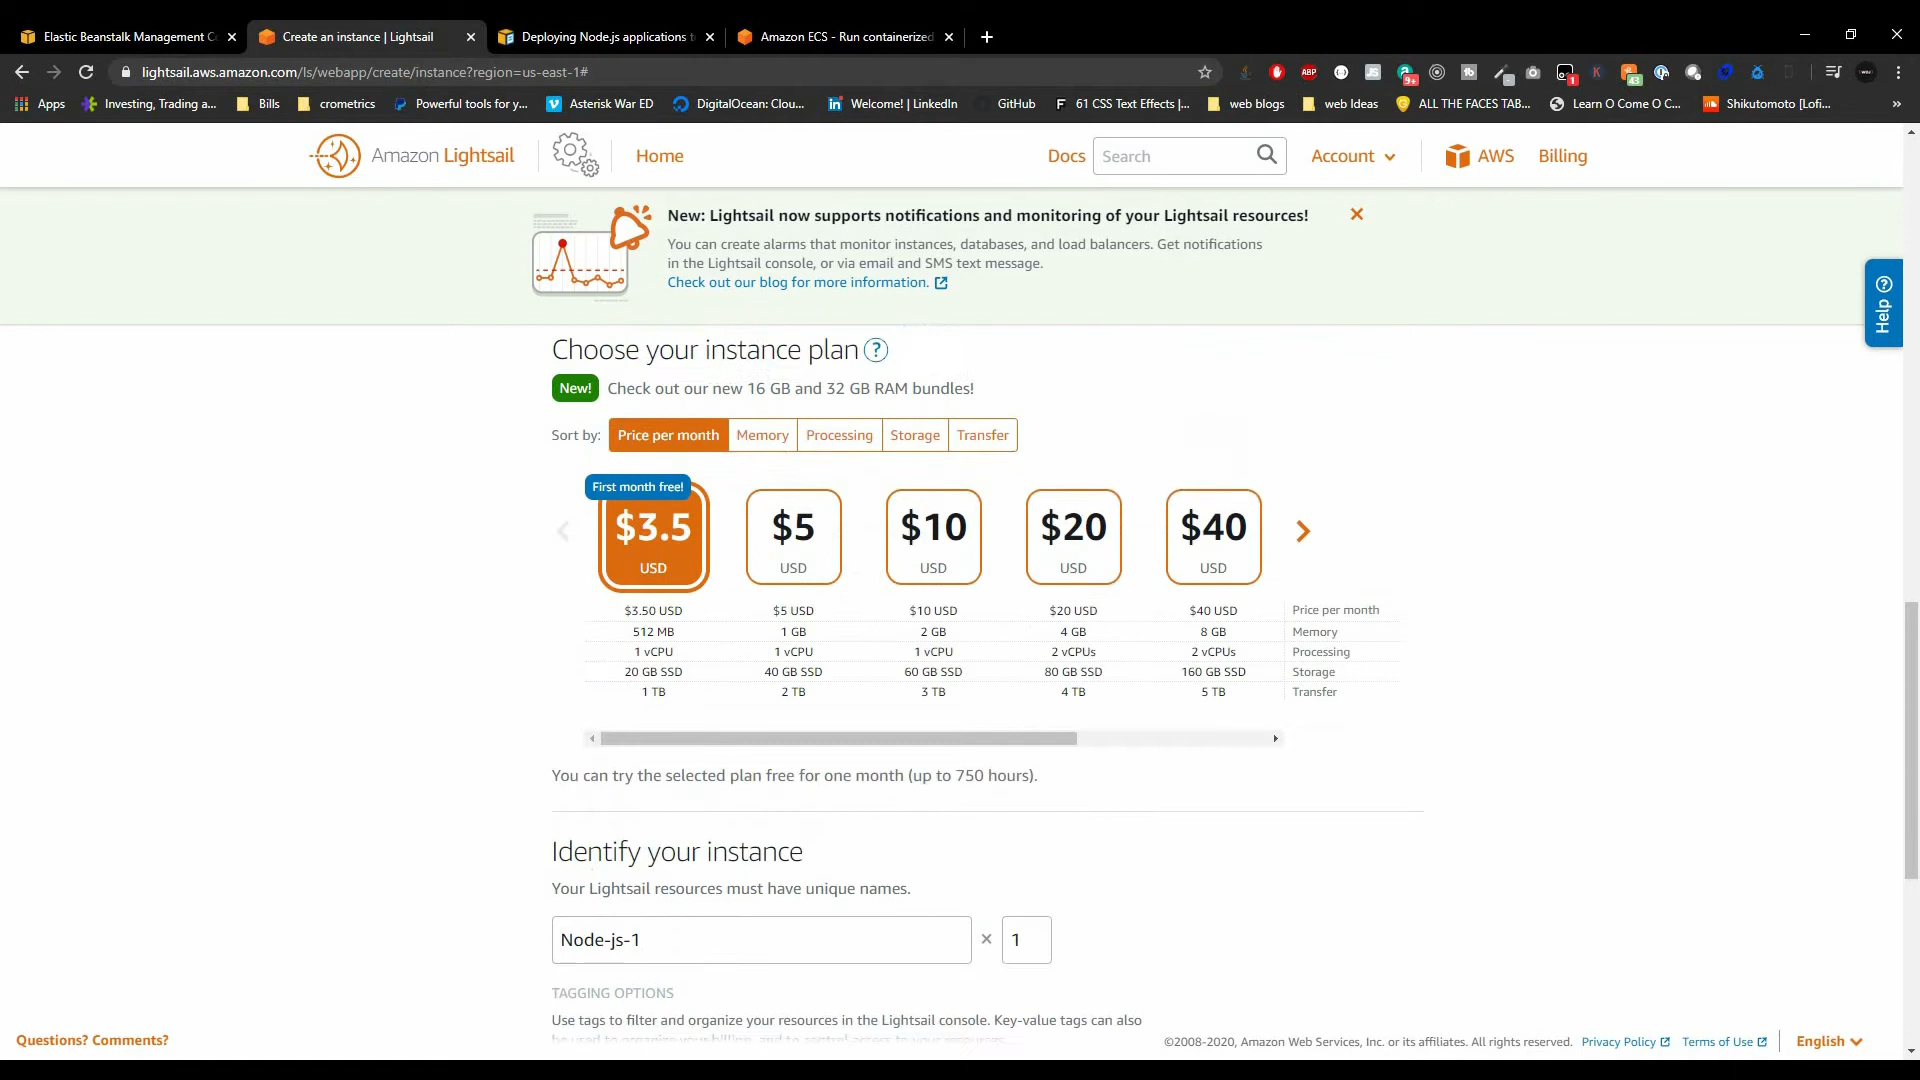 Elastic Beanstalk Management C
Create an instance | Lightsail
Deploying Node.js applications t
Amazon ECS - Run containerized
lightsail.aws.amazon.com/ls/webapp/create/instance?region=us-east-1#
Apps
Investing, Trading a...
Bills
crometrics
Powerful tools for y...
Asterisk War ED
DigitalOcean: Clou...
Welcome! | LinkedIn
GitHub
61 CSS Text Effects |...
web blogs
web Ideas
ALL THE FACES TAB...
Learn O Come O C...
Shikutomoto [Lofi...
Amazon Lightsail
Home
Docs
Search
Account
AWS
Billing
New: Lightsail now supports notifications and monitoring of your Lightsail resources!
You can create alarms that monitor instances, databases, and load balancers. Get notifications
in the Lightsail console, or via email and SMS text message.
Check out our blog for more information.
Help
Choose your instance plan ?
New! Check out our new 16 GB and 32 GB RAM bundles!
Sort by: Price per month Memory Processing Storage Transfer
First month free!
$3.5 $5 $10 $20 $40
USD USD USD USD USD
$3.50 USD $5 USD $10 USD $20 USD $40 USD Price per month
512 MB 1 GB 2 GB 4 GB 8 GB Memory
1 vCPU 1 vCPU 1 vCPU 2 vCPUs 2 vCPUs Processing
20 GB SSD 40 GB SSD 60 GB SSD 80 GB SSD 160 GB SSD Storage
1 TB 2 TB 3 TB 4 TB 5 TB Transfer
You can try the selected plan free for one month (up to 750 hours).
Identify your instance
Your Lightsail resources must have unique names.
Node-js-1 × 1
TAGGING OPTIONS
Use tags to filter and organize your resources in the Lightsail console. Key-value tags can also
Questions? Comments?
©2008-2020, Amazon Web Services, Inc. or its affiliates. All rights reserved. Privacy Policy Terms of Use English